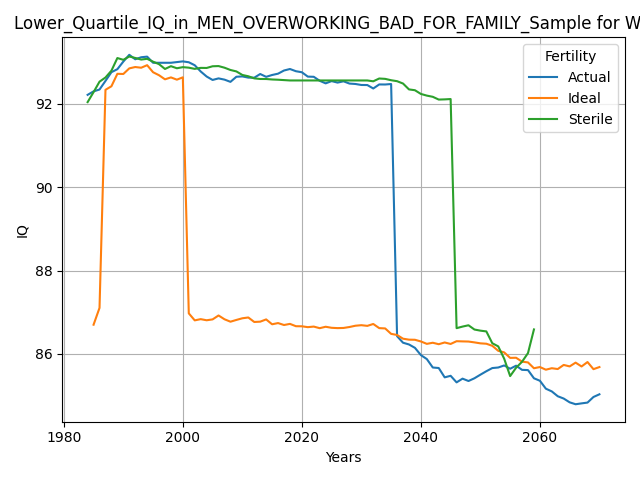 Lower_Quartile_IQ_in_MEN_OVERWORKING_BAD_FOR_FAMILY_Sample for W
Fertility
Actual
Ideal
Sterile
92
90
88
86
IQ
1980
2000
2020
2040
2060
Years